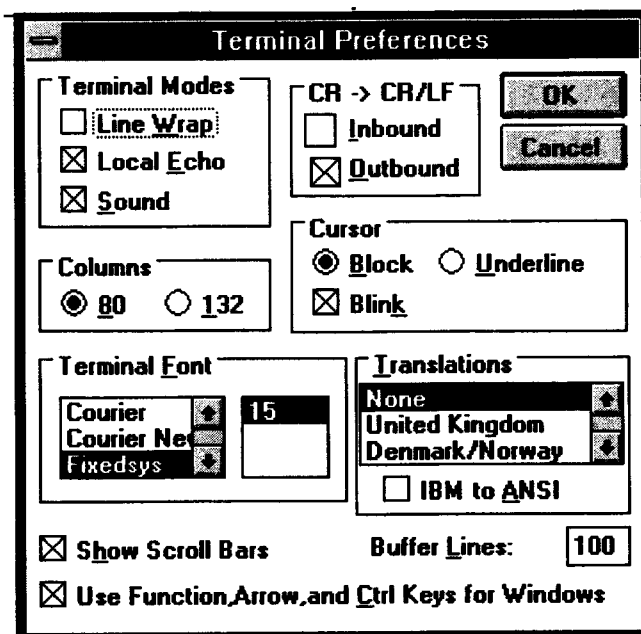 Terminal Preferences
Terminal Modes
Line Wrap
Local Echo
Sound
CR -> CR/LF
Inbound
Outbound
OK
Cancel
Columns
80 132
Cursor
Block Underline
Blink
Terminal Font
Courier
Courier Nev
Fixedsys
15
Translations
None
United Kingdom
Denmark/Norway
IBM to ANSI
Show Scroll Bars
Buffer Lines: 100
Use Function,Arrow,and Ctrl Keys for Windows